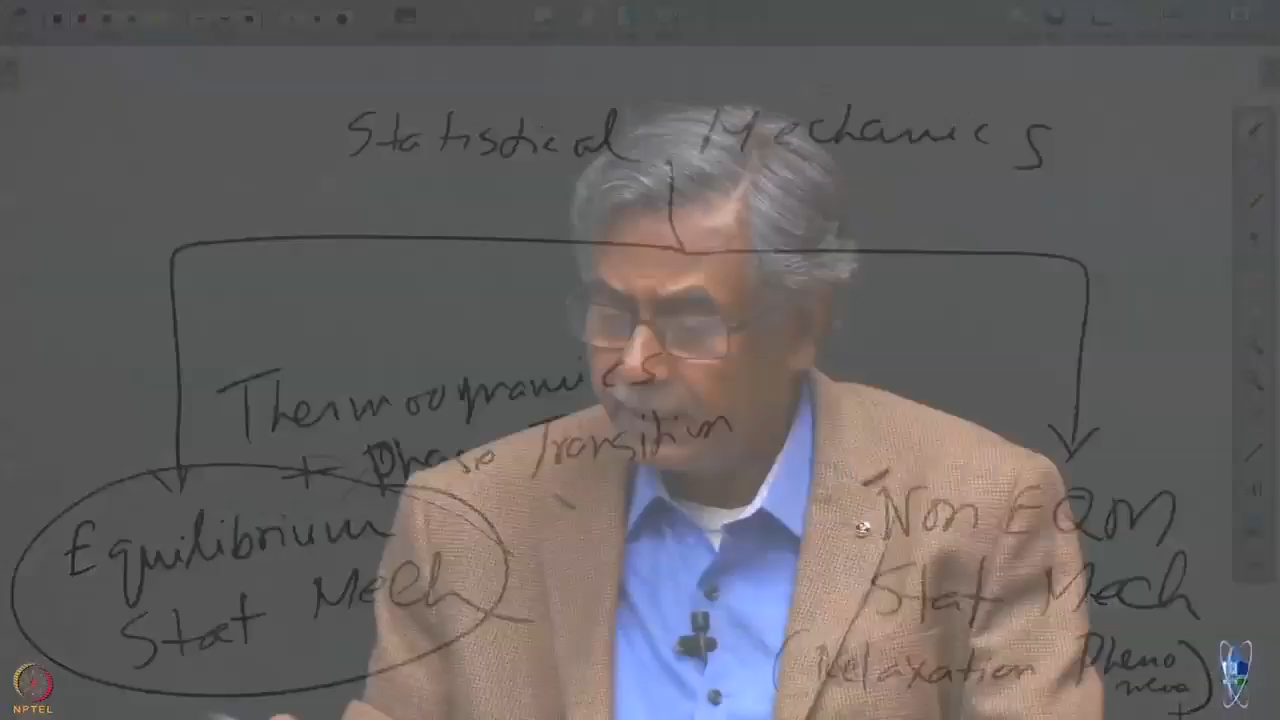 Statistical Mechanics
Thermodynamics
+ Phase Transition
Equilibrium
Stat Mech
Non EQm
Stat Mech
(Relaxation Pheno
mena)
+
NPTEL